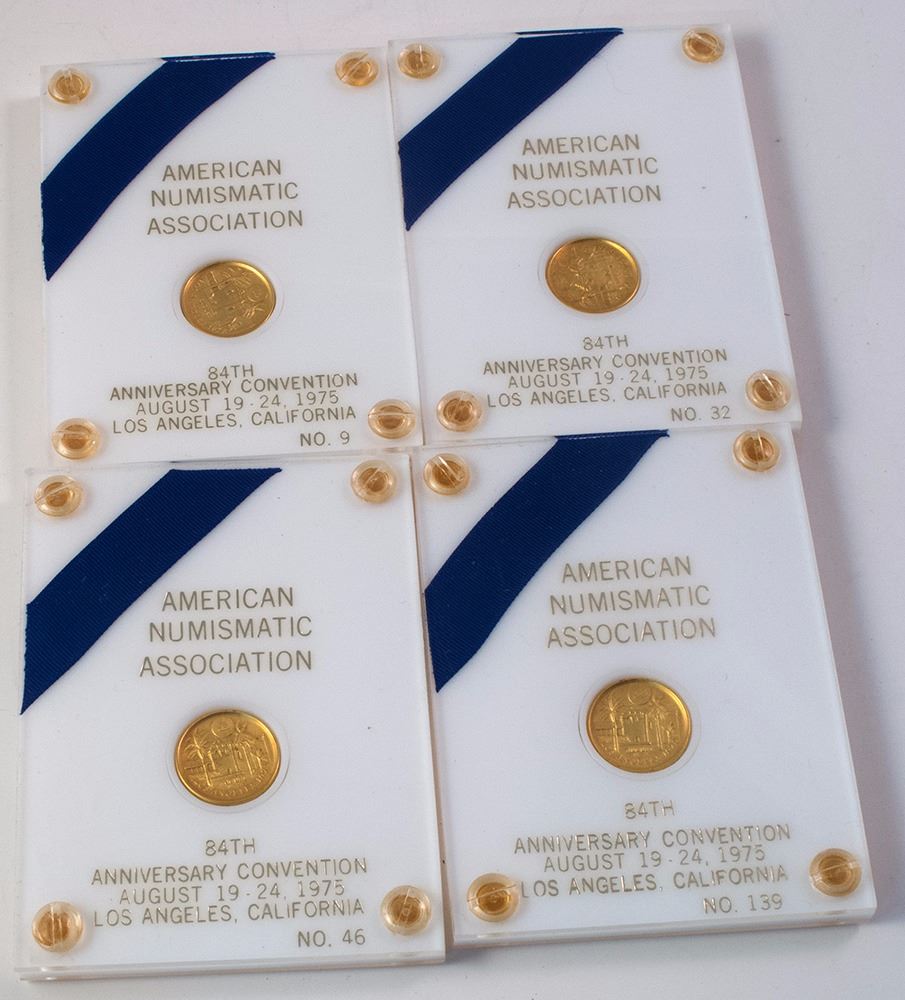 AMERICAN
NUMISMATIC
ASSOCIATION
84TH
ANNIVERSARY CONVENTION
AUGUST 19-24, 1975
LOS ANGELES, CALIFORNIA
NO. 9
AMERICAN
NUMISMATIC
ASSOCIATION
84TH
ANNIVERSARY CONVENTION
AUGUST 19-24, 1975
LOS ANGELES, CALIFORNIA
NO. 32
AMERICAN
NUMISMATIC
ASSOCIATION
84TH
ANNIVERSARY CONVENTION
AUGUST 19-24, 1975
LOS ANGELES, CALIFORNIA
NO. 46
AMERICAN
NUMISMATIC
ASSOCIATION
84TH
ANNIVERSARY CONVENTION
AUGUST 19-24, 1975
LOS ANGELES, CALIFORNIA
NO. 139